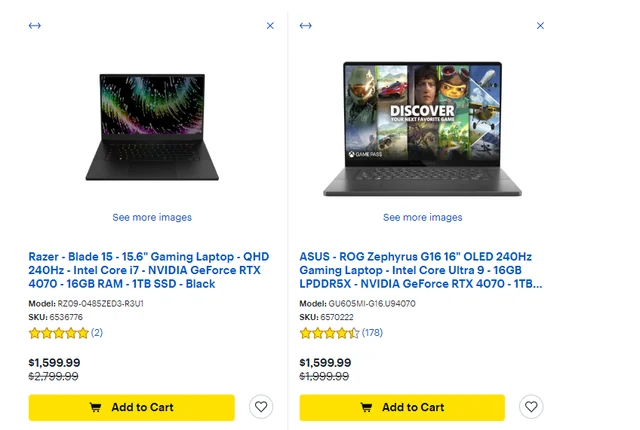 DISCOVER
YOUR NEXT FAVORITE GAME
GAME PASS
See more images
See more images
Razer - Blade 15 - 15.6" Gaming Laptop - QHD
240Hz - Intel Core i7 - NVIDIA GeForce RTX
4070 - 16GB RAM - 1TB SSD - Black
Model: RZ09-0485ZED3-R3U1
SKU: 6536776
(2)
$1,599.99
$2,799.99
Add to Cart
ASUS - ROG Zephyrus G16 16" OLED 240Hz
Gaming Laptop - Intel Core Ultra 9 - 16GB
LPDDR5X - NVIDIA GeForce RTX 4070 - 1TB...
Model: GU605MI-G16.U94070
SKU: 6570222
(178)
$1,599.99
$1,999.99
Add to Cart